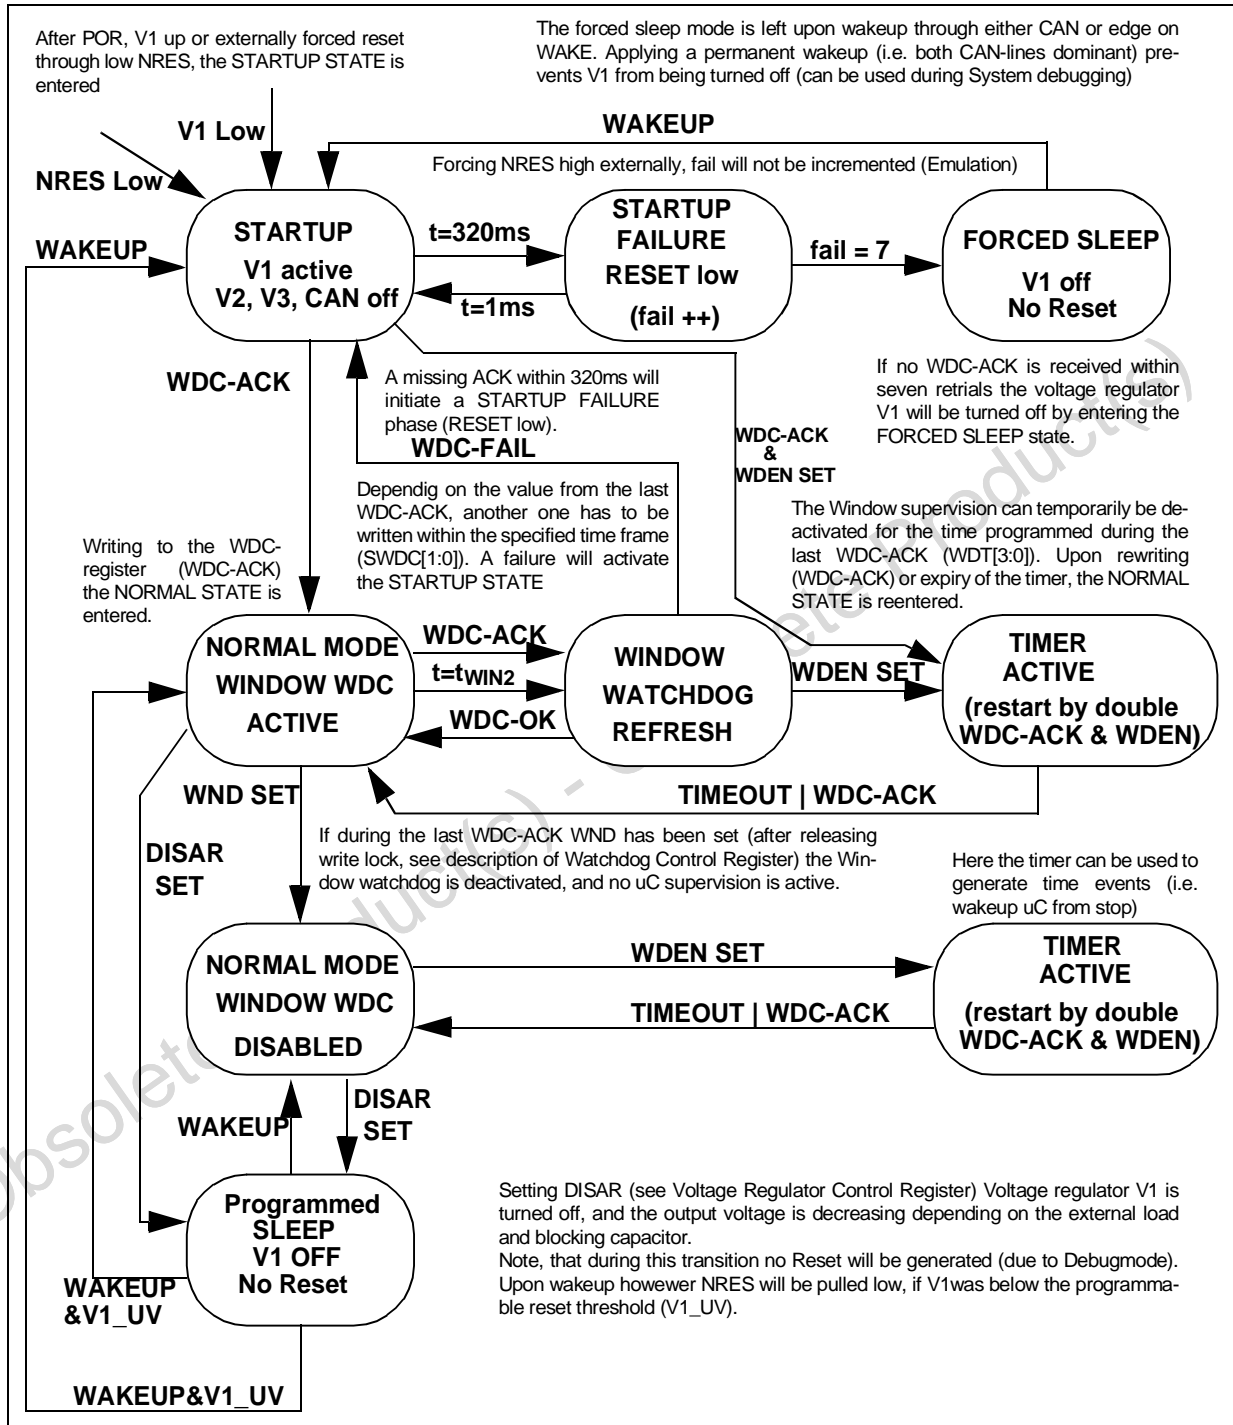 After POR, V1 up or externally forced reset
through low NRES, the STARTUP STATE is
entered
The forced sleep mode is left upon wakeup through either CAN or edge on
WAKE. Applying a permanent wakeup (i.e. both CAN-lines dominant) pre-
vents V1 from being turned off (can be used during System debugging)
V1 Low
NRES Low
WAKEUP
Forcing NRES high externally, fail will not be incremented (Emulation)
WAKEUP
STARTUP
V1 active
V2, V3, CAN off
t=320ms
t=1ms
STARTUP
FAILURE
RESET low
(fail ++)
fail = 7
FORCED SLEEP
V1 off
No Reset
WDC-ACK
A missing ACK within 320ms will
initiate a STARTUP FAILURE
phase (RESET low).
WDC-FAIL
WDC-ACK
&
WDEN SET
If no WDC-ACK is received within
seven retrials the voltage regulator
V1 will be turned off by entering the
FORCED SLEEP state.
Dependig on the value from the last
WDC-ACK, another one has to be
written within the specified time frame
(SWDC[1:0]). A failure will activate
the STARTUP STATE
The Window supervision can temporarily be de-
activated for the time programmed during the
last WDC-ACK (WDT[3:0]). Upon rewriting
(WDC-ACK) or expiry of the timer, the NORMAL
STATE is reentered.
Writing to the WDC-
register (WDC-ACK)
the NORMAL STATE is
entered.
NORMAL MODE
WINDOW WDC
ACTIVE
WDC-ACK
t=tWIN2
WDC-OK
WINDOW
WATCHDOG
REFRESH
WDEN SET
TIMER
ACTIVE
(restart by double
WDC-ACK & WDEN)
WND SET
TIMEOUT | WDC-ACK
DISAR
SET
If during the last WDC-ACK WND has been set (after releasing
write lock, see description of Watchdog Control Register) the Win-
dow watchdog is deactivated, and no uC supervision is active.
Here the timer can be used to
generate time events (i.e.
wakeup uC from stop)
NORMAL MODE
WINDOW WDC
DISABLED
WDEN SET
TIMEOUT | WDC-ACK
TIMER
ACTIVE
(restart by double
WDC-ACK & WDEN)
WAKEUP
DISAR
SET
Programmed
SLEEP
V1 OFF
No Reset
WAKEUP
&V1_UV
WAKEUP&V1_UV
Setting DISAR (see Voltage Regulator Control Register) Voltage regulator V1 is
turned off, and the output voltage is decreasing depending on the external load
and blocking capacitor.
Note, that during this transition no Reset will be generated (due to Debugmode).
Upon wakeup howewer NRES will be pulled low, if V1was below the programma-
ble reset threshold (V1_UV).